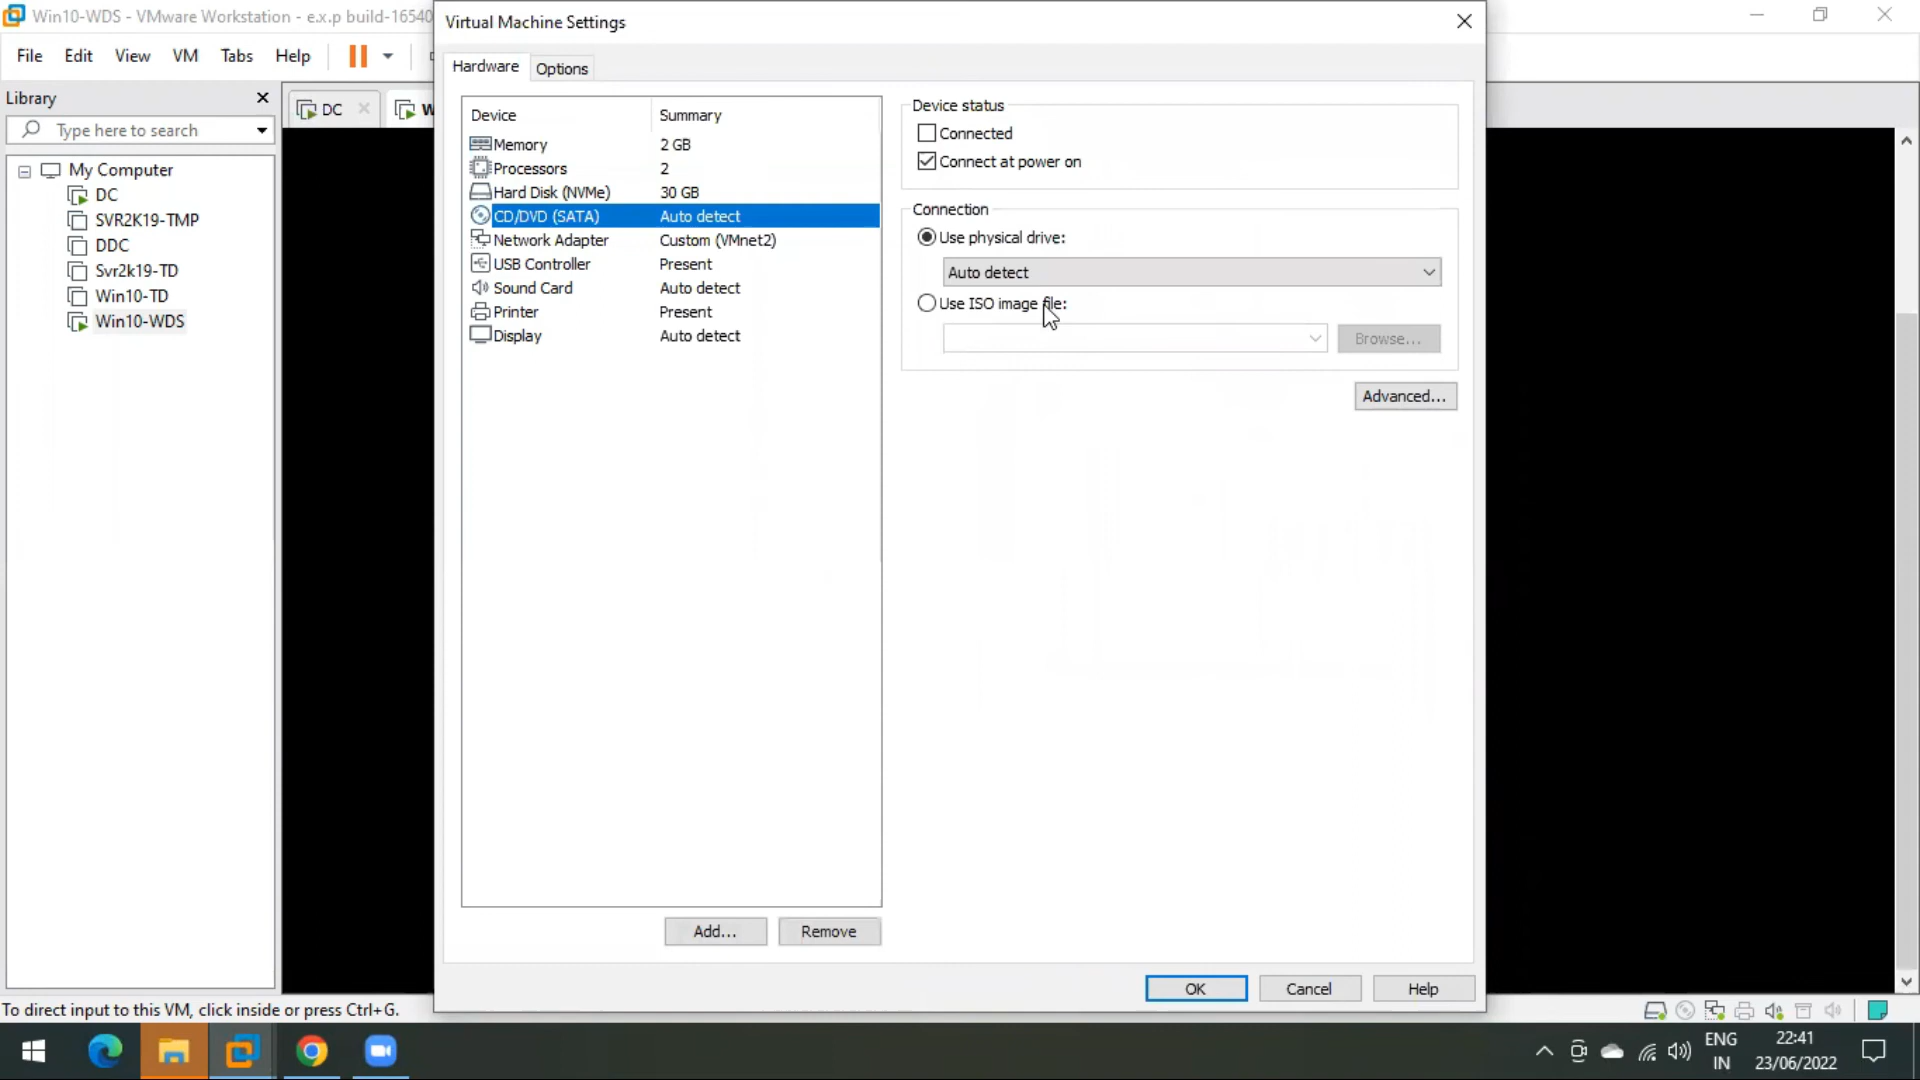 Win10-WDS - VMware Workstation - e.x.p build-16540
File Edit View VM Tabs Help
Library
Type here to search
My Computer
DC
SVR2K19-TMP
DDC
Svr2k19-TD
Win10-TD
Win10-WDS
DC
W
Virtual Machine Settings
Hardware Options
Device Summary
Memory 2 GB
Processors 2
Hard Disk (NVMe) 30 GB
CD/DVD (SATA) Auto detect
Network Adapter Custom (VMnet2)
USB Controller Present
Sound Card Auto detect
Printer Present
Display Auto detect
Add... Remove
Device status
Connected
Connect at power on
Connection
Use physical drive:
Auto detect
Use ISO image file:
Browse...
Advanced...
OK Cancel Help
To direct input to this VM, click inside or press Ctrl+G.
ENG
IN
22:41
23/06/2022